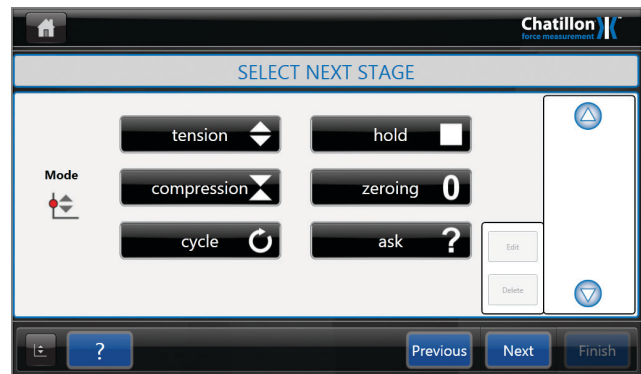 Chatillon
force measurement
SELECT NEXT STAGE
Mode
tension
hold
compression
zeroing 0
cycle
ask ?
Edit
Delete
?
Previous
Next
Finish